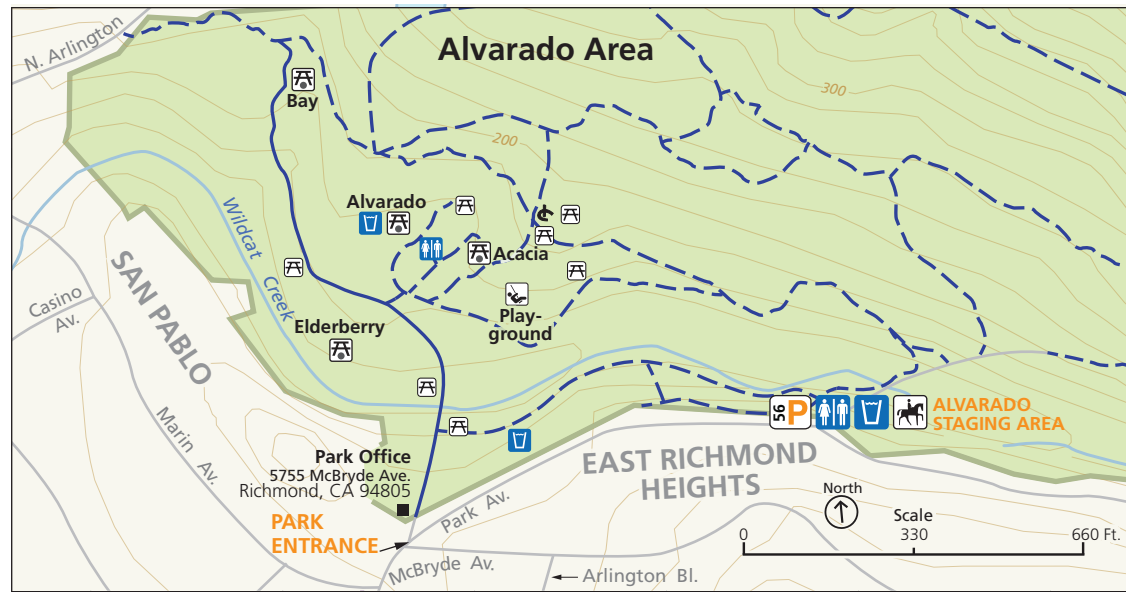 Alvarado Area
N. Arlington
300
Bay
200
Alvarado
Wildcat Creek
Acacia
SAN PABLO
Casino
Av.
Play-
ground
Elderberry
Marin Av.
56
P
ALVARADO
STAGING AREA
Park Office
5755 McBryde Ave.
Richmond, CA 94805
EAST RICHMOND
HEIGHTS
Park Av.
North
Scale
0
330
660 Ft.
PARK
ENTRANCE
McBryde Av.
Arlington Bl.